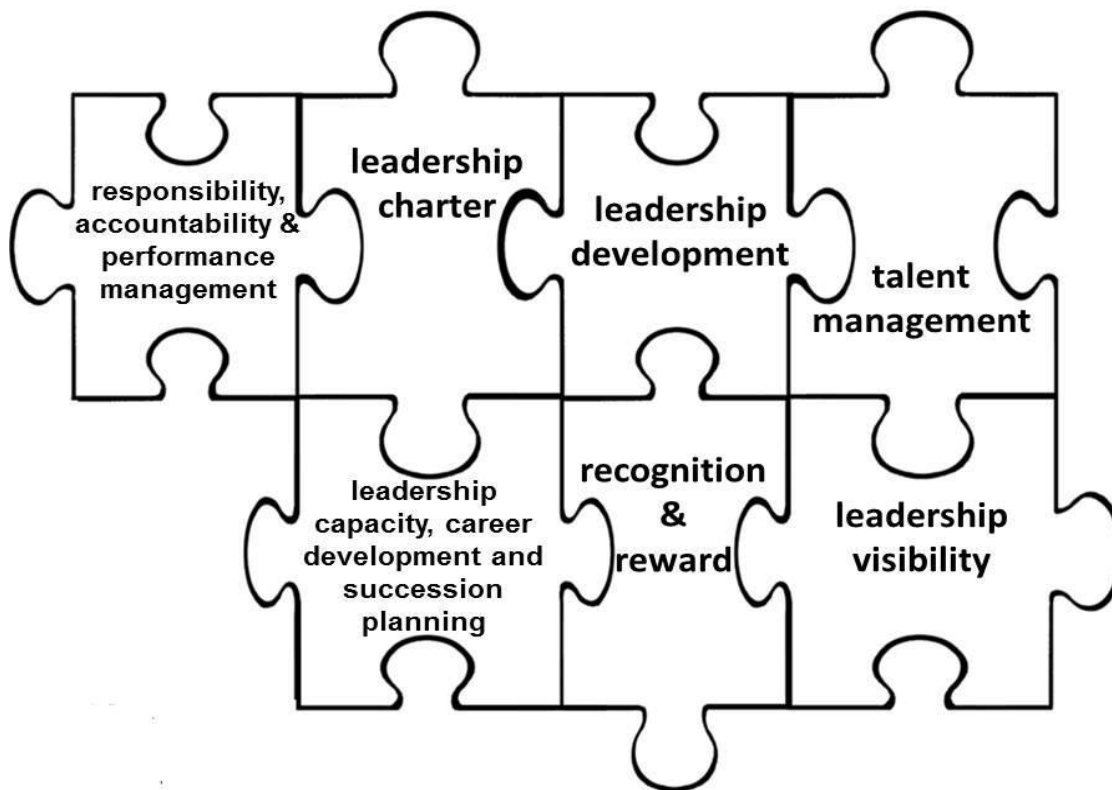 responsibility,
accountability &
performance
management
leadership
charter
leadership
development
talent
management
leadership
capacity, career
development and
succession
planning
recognition
&
reward
leadership
visibility